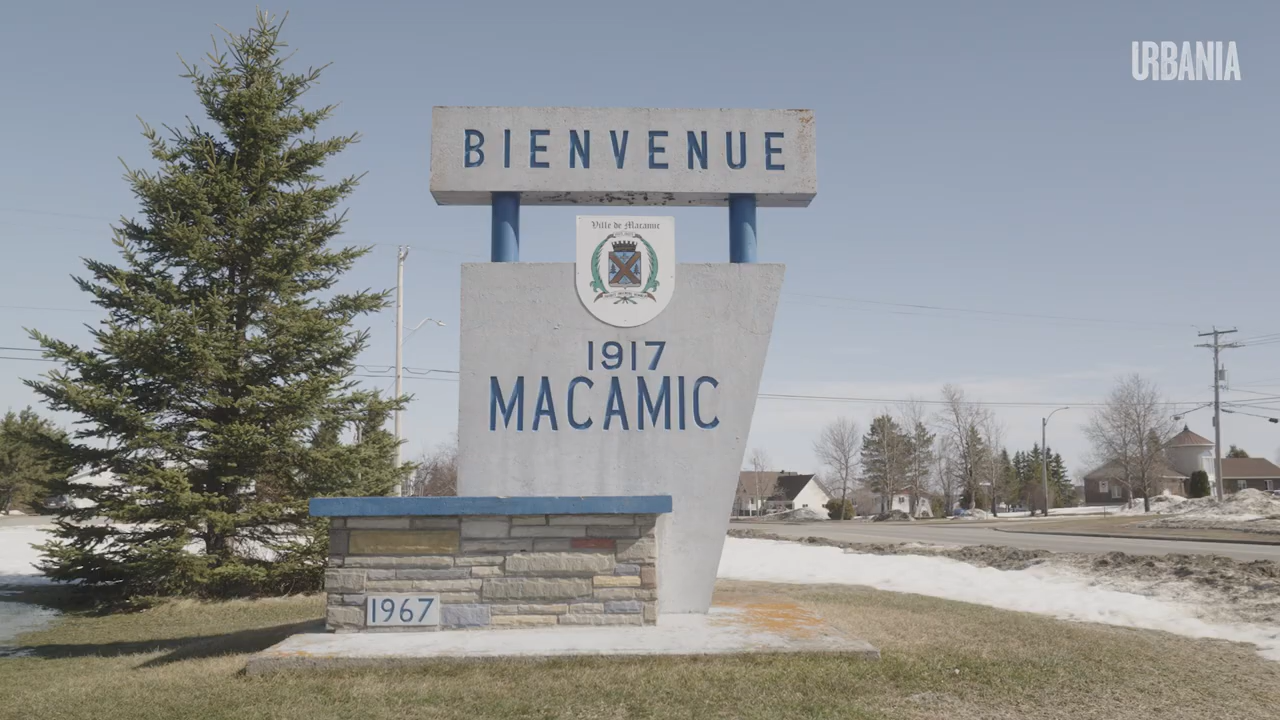 URBANIA
BIENVENUE
Ville de Macamic
1917
MACAMIC
1967